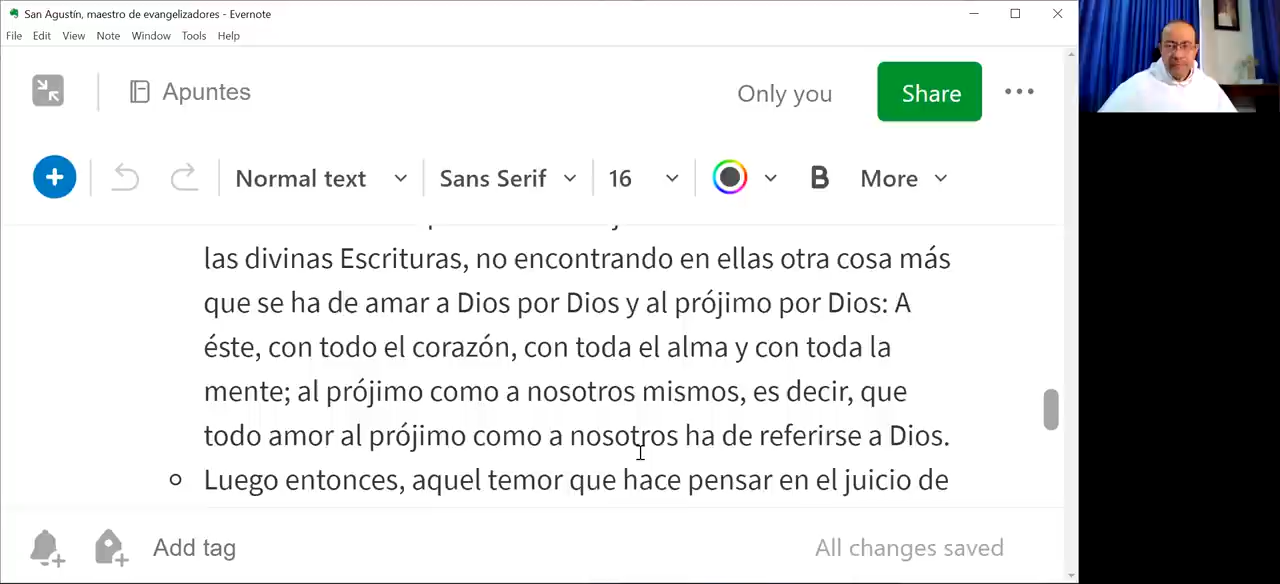 San Agustín, maestro de evangelizadores - Evernote
File Edit View Note Window Tools Help
Apuntes
Only you
Share
Normal text
Sans Serif
16
B
More
las divinas Escrituras, no encontrando en ellas otra cosa más
que se ha de amar a Dios por Dios y al prójimo por Dios: A
éste, con todo el corazón, con toda el alma y con toda la
mente; al prójimo como a nosotros mismos, es decir, que
todo amor al prójimo como a nosotros ha de referirse a Dios.
Luego entonces, aquel temor que hace pensar en el juicio de
Add tag
All changes saved